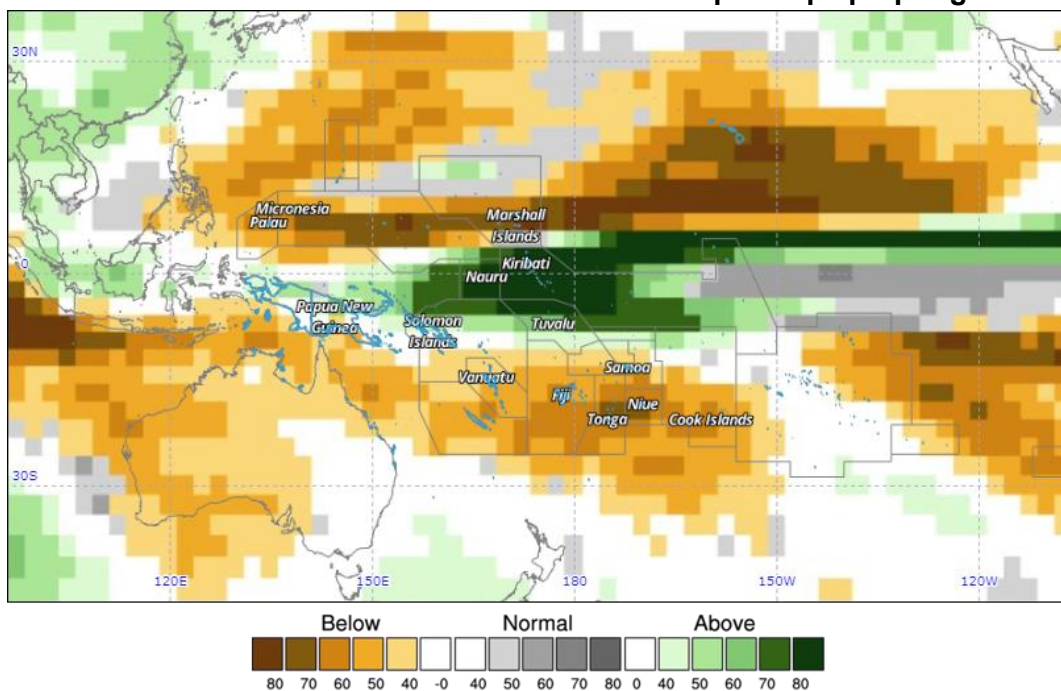 30N
Micronesia
Palau
Marshall
Islands
0
Kiribati
Nauru
Papua New
Guinea
Solomon
Islands
Tuvalu
Vanuatu
Samoa
Fiji
Niue
Tonga
Cook Islands
30S
120E 150E 180 150W 120W
Below Normal Above
80 70 60 50 40 -0 40 50 60 70 80 0 40 50 60 70 80